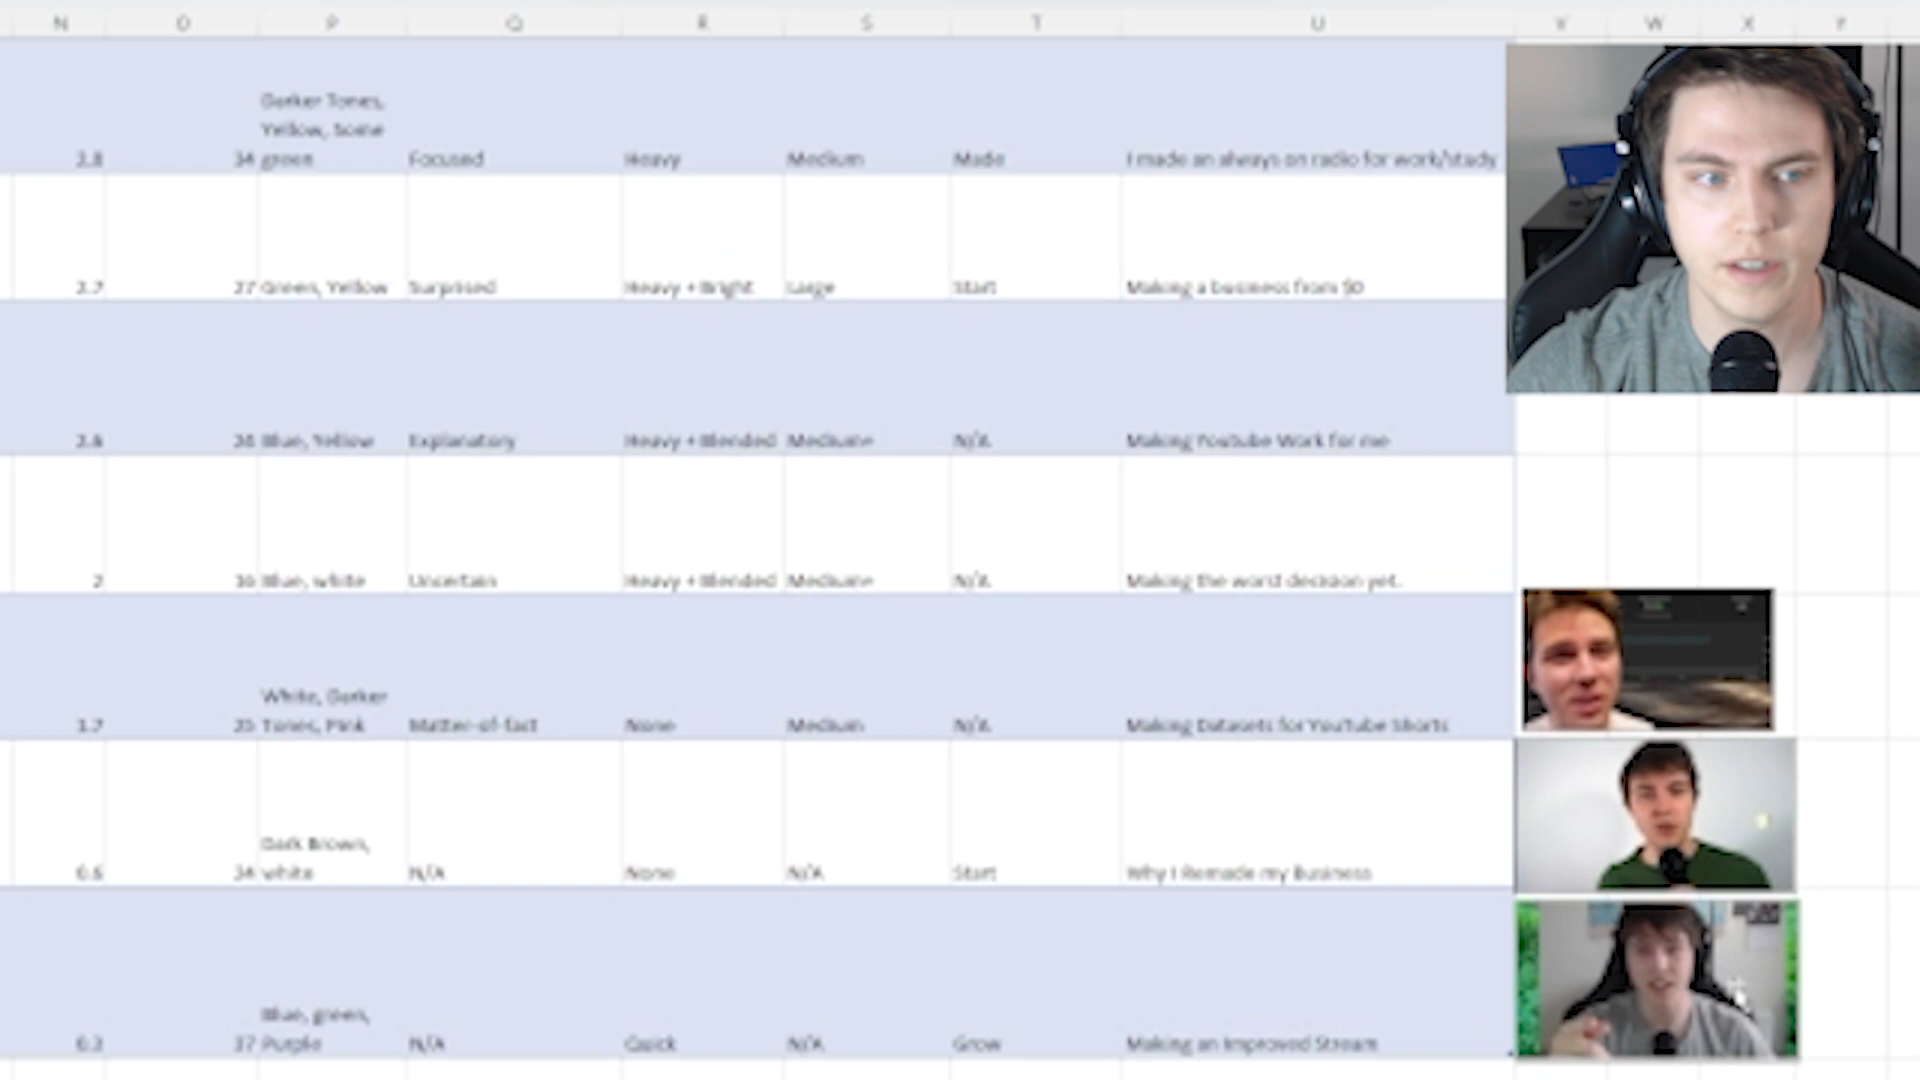 N O P Q R S T U V W X Y
Darker Tones,
Yellow, Some
2.8 34 green Focused Heavy Medium Made I made an always on radio for work/study
2.7 27 Green, Yellow Surprised Heavy + Bright Large Start Making a business from $0
Blue, Yellow Explanatory Heavy + Blended Medium+ N/A Making Youtube Work for me
2 Blue, white Uncertain Heavy + Blended Medium+ N/A Making the worst decision yet.
White, Darker
1.7 Tones, Pink Matter-of-fact None Medium N/A Making Datasets for YouTube Shorts
Dark Brown,
34 white N/A None N/A Start Why I Remade my Business
Blue, green,
37 Purple N/A Quick N/A Grow Making an Improved Stream